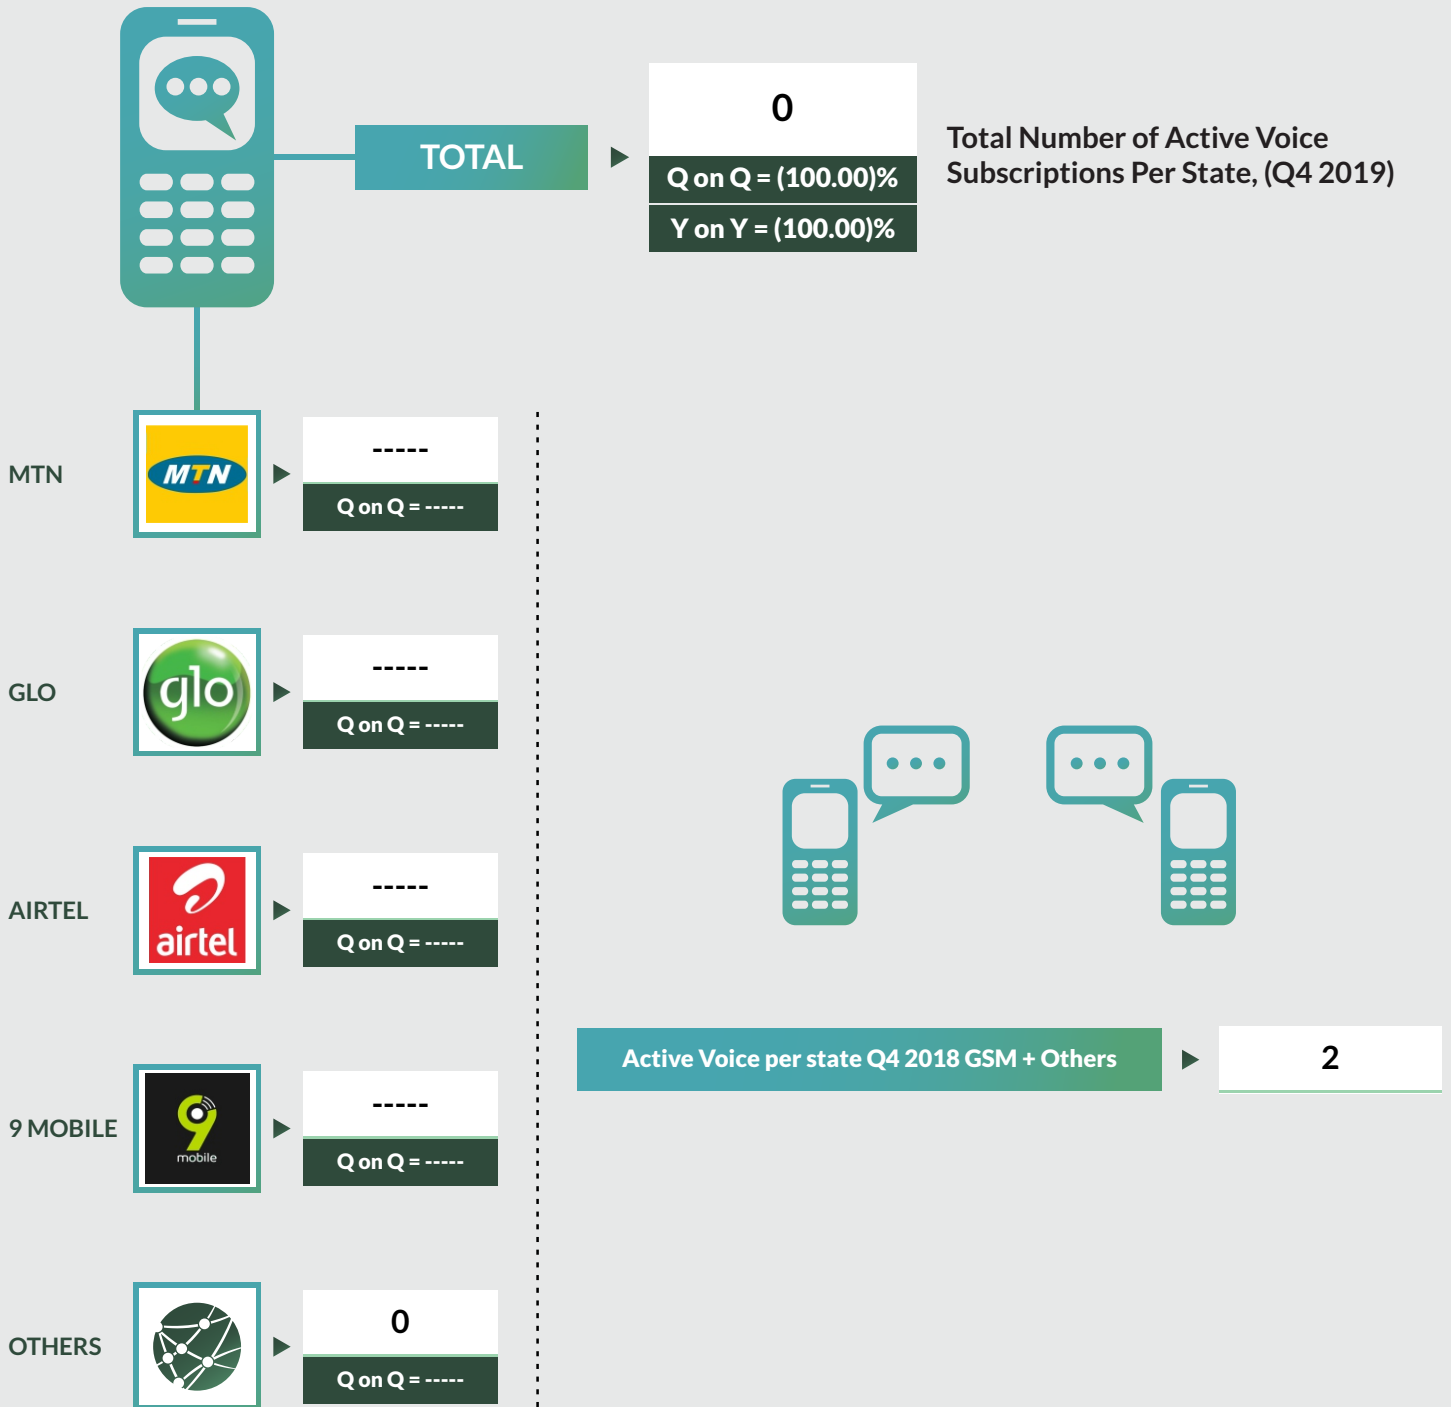 TOTAL
0
Q on Q = (100.00)%
Y on Y = (100.00)%
Total Number of Active Voice
Subscriptions Per State, (Q4 2019)
MTN
MTN
-----
Q on Q = -----
GLO
glo
-----
Q on Q = -----
AIRTEL
airtel
-----
Q on Q = -----
Active Voice per state Q4 2018 GSM + Others
2
9 MOBILE
9
mobile
-----
Q on Q = -----
OTHERS
0
Q on Q = -----